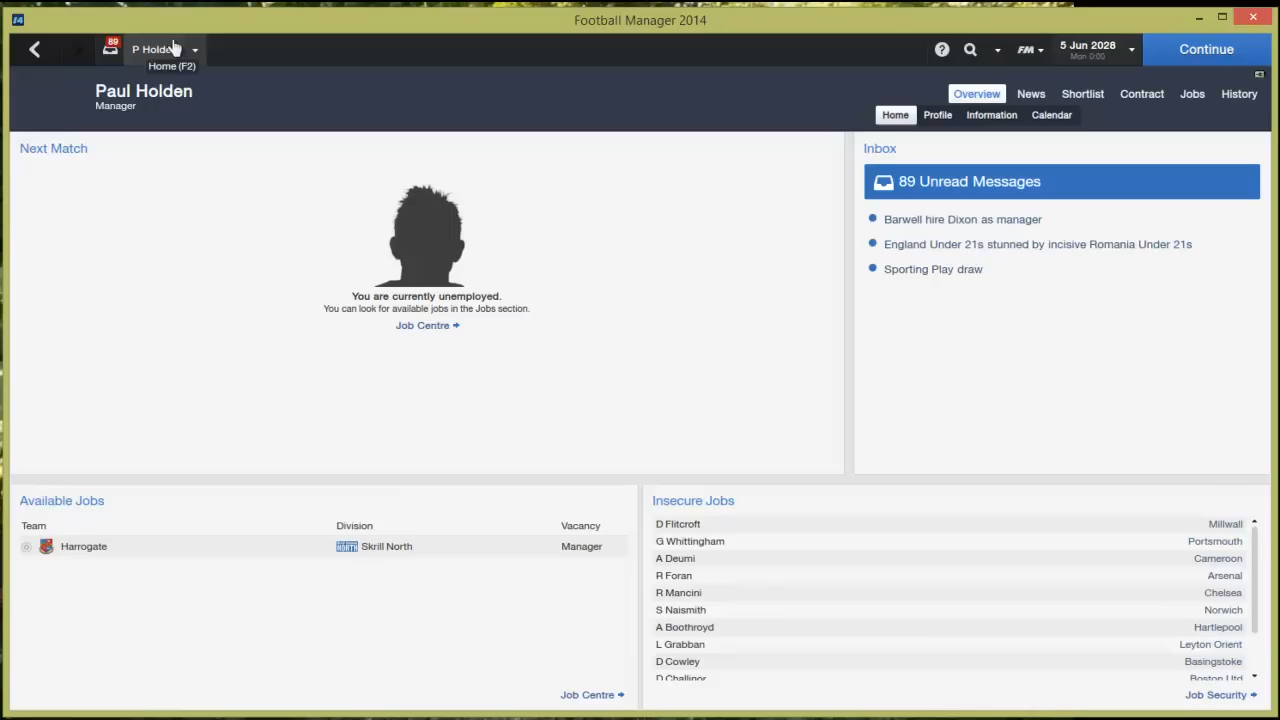 14
Football Manager 2014
89
P Holden
FM
5 Jun 2028
Mon 0:00
Continue
Home (F2)
Paul Holden
Manager
Overview
News
Shortlist
Contract
Jobs
History
Home
Profile
Information
Calendar
Next Match
You are currently unemployed.
You can look for available jobs in the Jobs section.
Job Centre
Inbox
89 Unread Messages
Barwell hire Dixon as manager
England Under 21s stunned by incisive Romania Under 21s
Sporting Play draw
Available Jobs
Team Division Vacancy
Harrogate NORTH Skrill North Manager
Job Centre
Insecure Jobs
D Flitcroft Millwall
G Whittingham Portsmouth
A Deumi Cameroon
R Foran Arsenal
R Mancini Chelsea
S Naismith Norwich
A Boothroyd Hartlepool
L Grabban Leyton Orient
D Cowley Basingstoke
D Challinor Boston Utd
Job Security